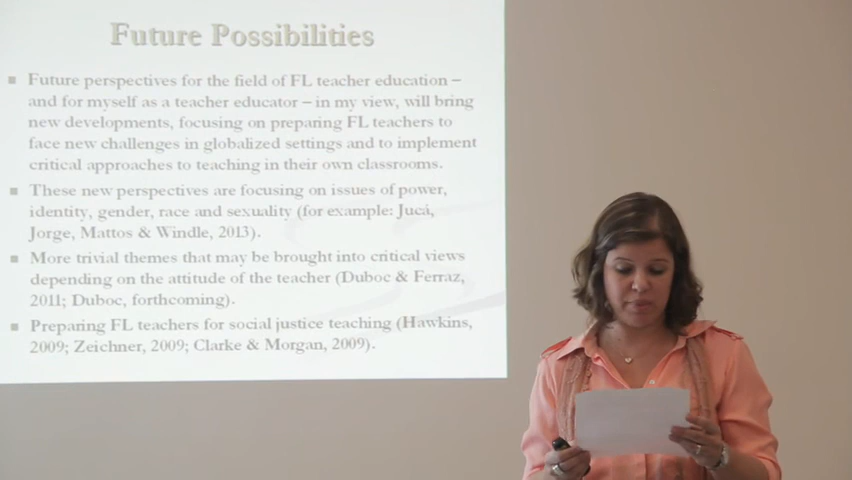 Future Possibilities
Future perspectives for the field of FL teacher education –
and for myself as a teacher educator – in my view, will bring
new developments, focusing on preparing FL teachers to
face new challenges in globalized settings and to implement
critical approaches to teaching in their own classrooms.
These new perspectives are focusing on issues of power,
identity, gender, race and sexuality (for example: Jucá,
Jorge, Mattos & Windle, 2013).
More trivial themes that may be brought into critical views
depending on the attitude of the teacher (Duboc & Ferraz,
2011; Duboc, forthcoming).
Preparing FL teachers for social justice teaching (Hawkins,
2009; Zeichner, 2009; Clarke & Morgan, 2009).